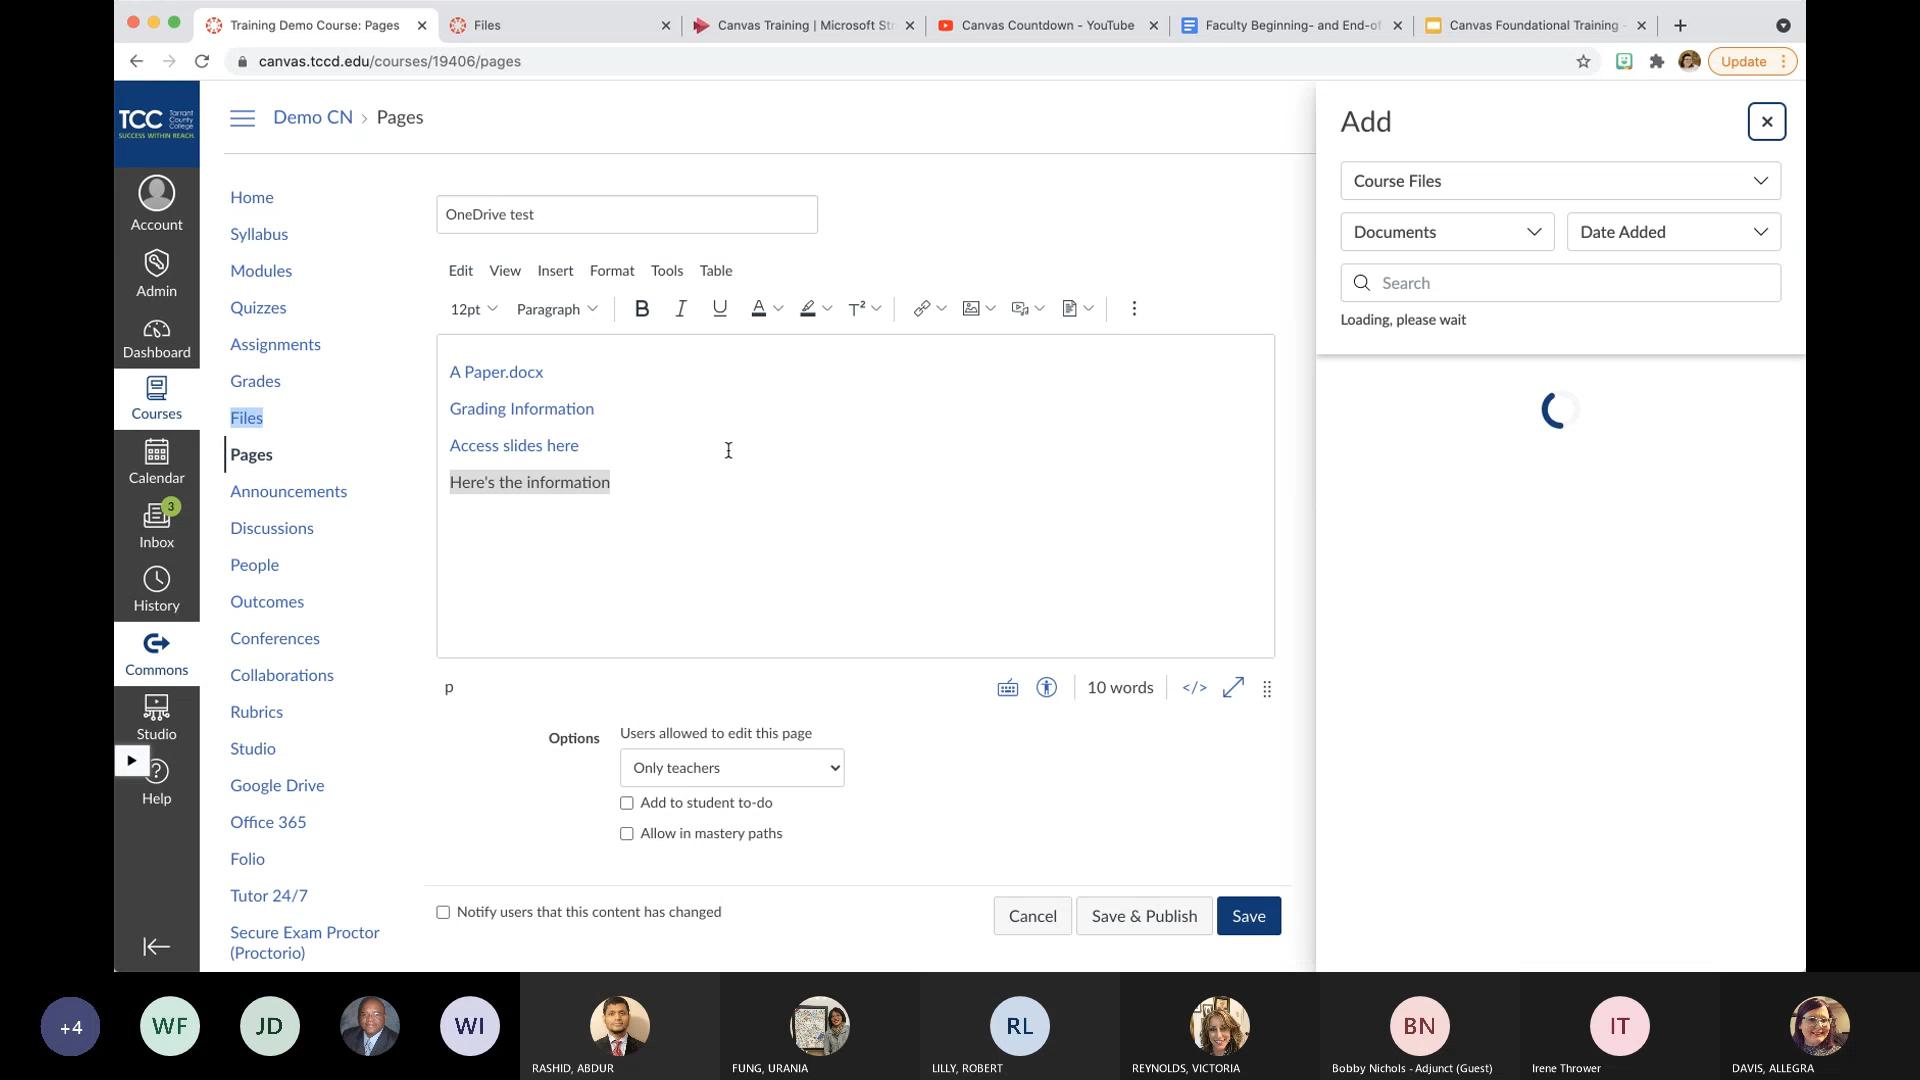 Training Demo Course: Pages
Files
Canvas Training | Microsoft Str
Canvas Countdown - YouTube
Faculty Beginning- and End-of
Canvas Foundational Training -
canvas.tccd.edu/courses/19406/pages
Update
TCC Tarrant County College
SUCCESS WITHIN REACH.
Account
Admin
Dashboard
Courses
Calendar
3
Inbox
History
Commons
Studio
Help
Demo CN > Pages
Home
Syllabus
Modules
Quizzes
Assignments
Grades
Files
Pages
Announcements
Discussions
People
Outcomes
Conferences
Collaborations
Rubrics
Studio
Google Drive
Office 365
Folio
Tutor 24/7
Secure Exam Proctor
(Proctorio)
OneDrive test
Edit View Insert Format Tools Table
12pt Paragraph B I U A T²
A Paper.docx
Grading Information
Access slides here
Here's the information
p
10 words </>
Options
Users allowed to edit this page
Only teachers
Add to student to-do
Allow in mastery paths
Notify users that this content has changed
Cancel Save & Publish Save
Add
Course Files
Documents
Date Added
Search
Loading, please wait
+4
WF
JD
WI
RASHID, ABDUR
FUNG, URANIA
RL
LILLY, ROBERT
REYNOLDS, VICTORIA
BN
Bobby Nichols - Adjunct (Guest)
IT
Irene Thrower
DAVIS, ALLEGRA